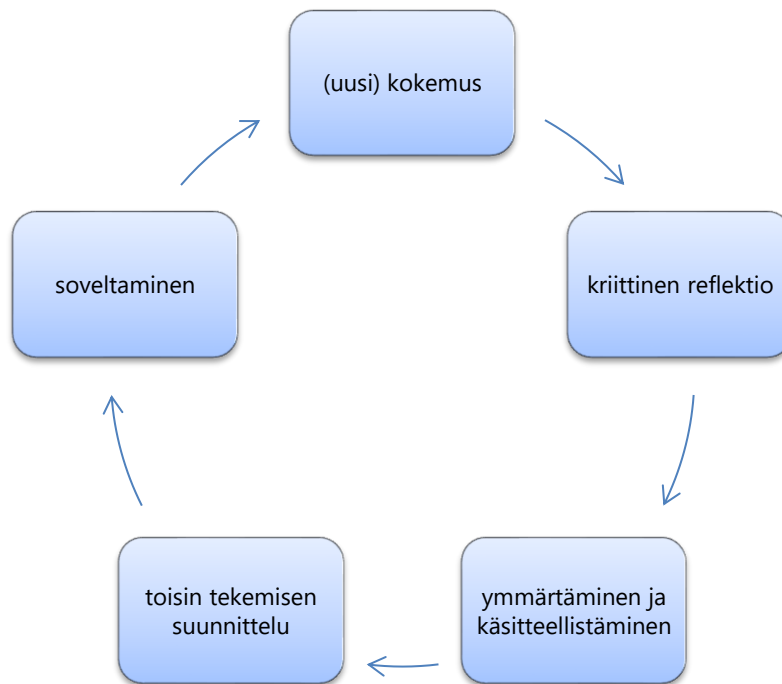 (uusi) kokemus
kriittinen reflektio
ymmärtäminen ja
käsitteellistäminen
toisin tekemisen
suunnittelu
soveltaminen